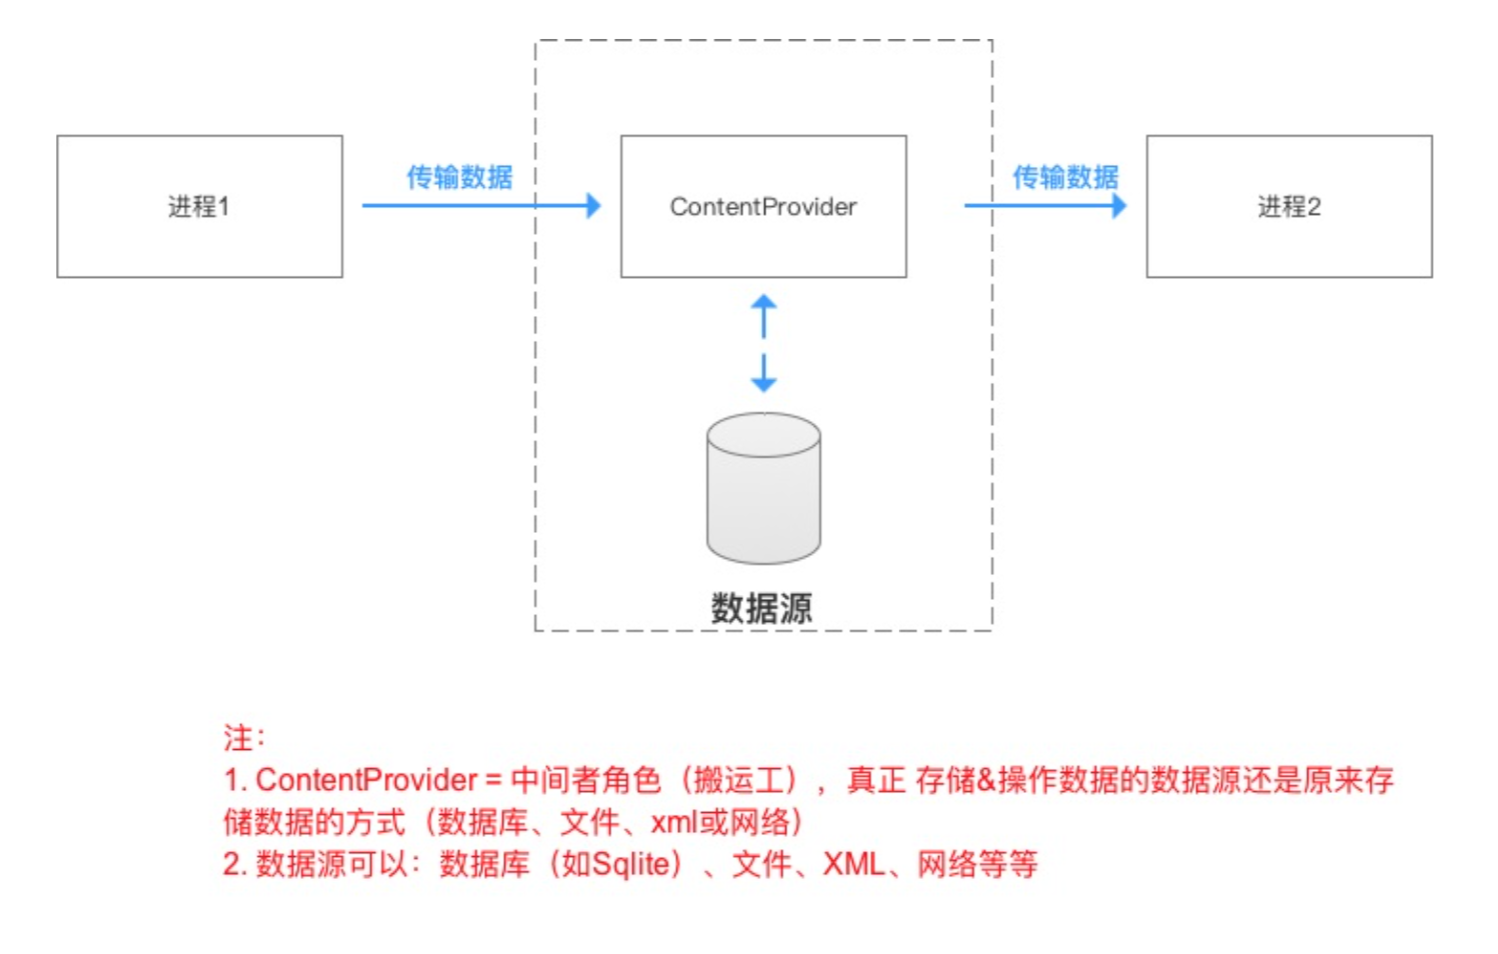 传输数据
传输数据
进程1
ContentProvider
进程2
数据源
注：
1. ContentProvider = 中间者角色（搬运工），真正 存储&操作数据的数据源还是原来存
储数据的方式（数据库、文件、xml或网络）
2. 数据源可以：数据库（如Sqlite）、文件、XML、网络等等